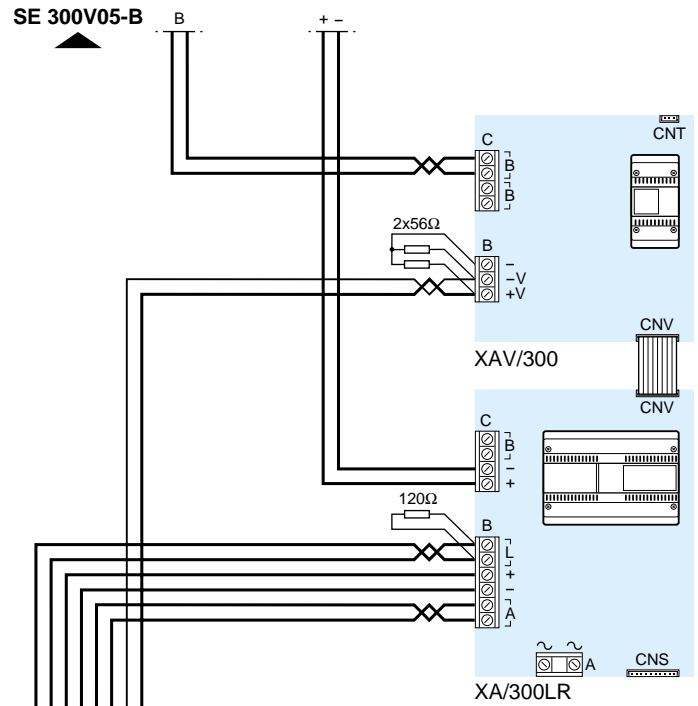 SE 300V05-B
B
+ –
CNT
C
B
B
2x56Ω
B
–
–V
+V
CNV
XAV/300
CNV
C
B
–
+
120Ω
B
L
+
–
A
A
CNS
XA/300LR